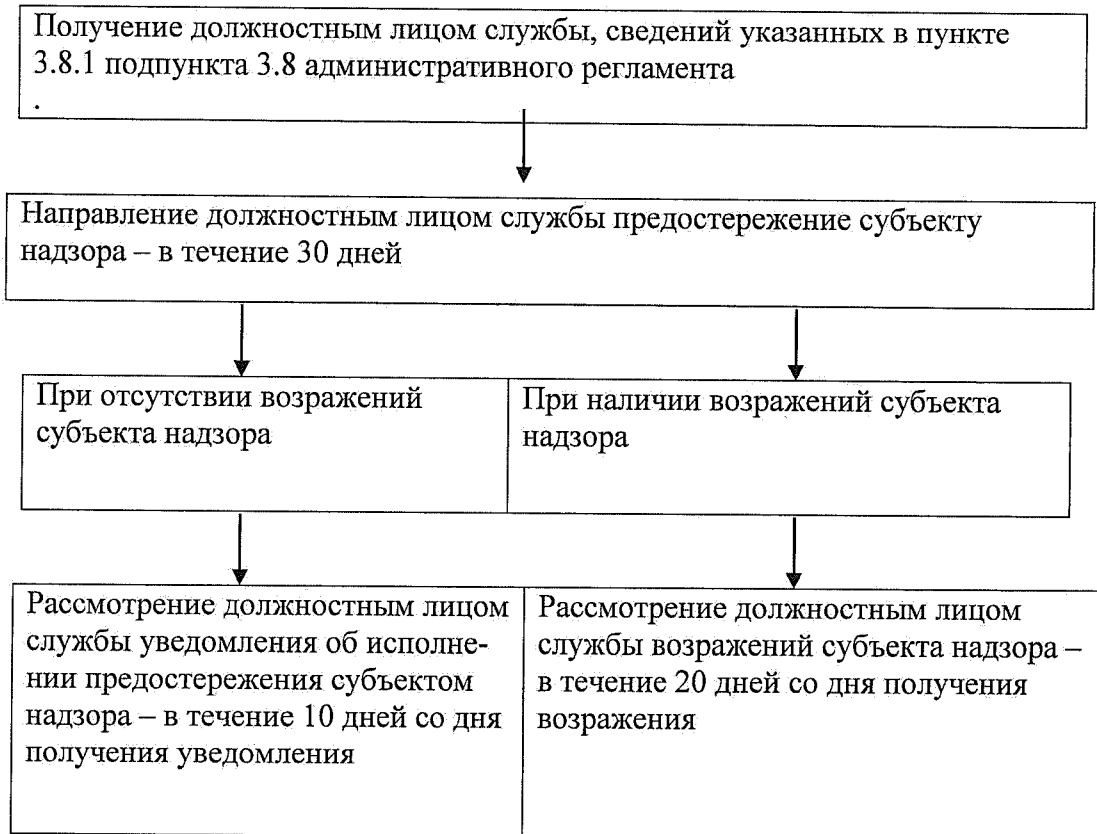 Получение должностным лицом службы, сведений указанных в пункте
3.8.1 подпункта 3.8 административного регламента
.
Направление должностным лицом службы предостережение субъекту
надзора – в течение 30 дней
При отсутствии возражений
субъекта надзора
При наличии возражений субъекта
надзора
Рассмотрение должностным лицом
службы уведомления об исполне-
нии предостережения субъектом
надзора – в течение 10 дней со дня
получения уведомления
Рассмотрение должностным лицом
службы возражений субъекта надзора –
в течение 20 дней со дня получения
возражения